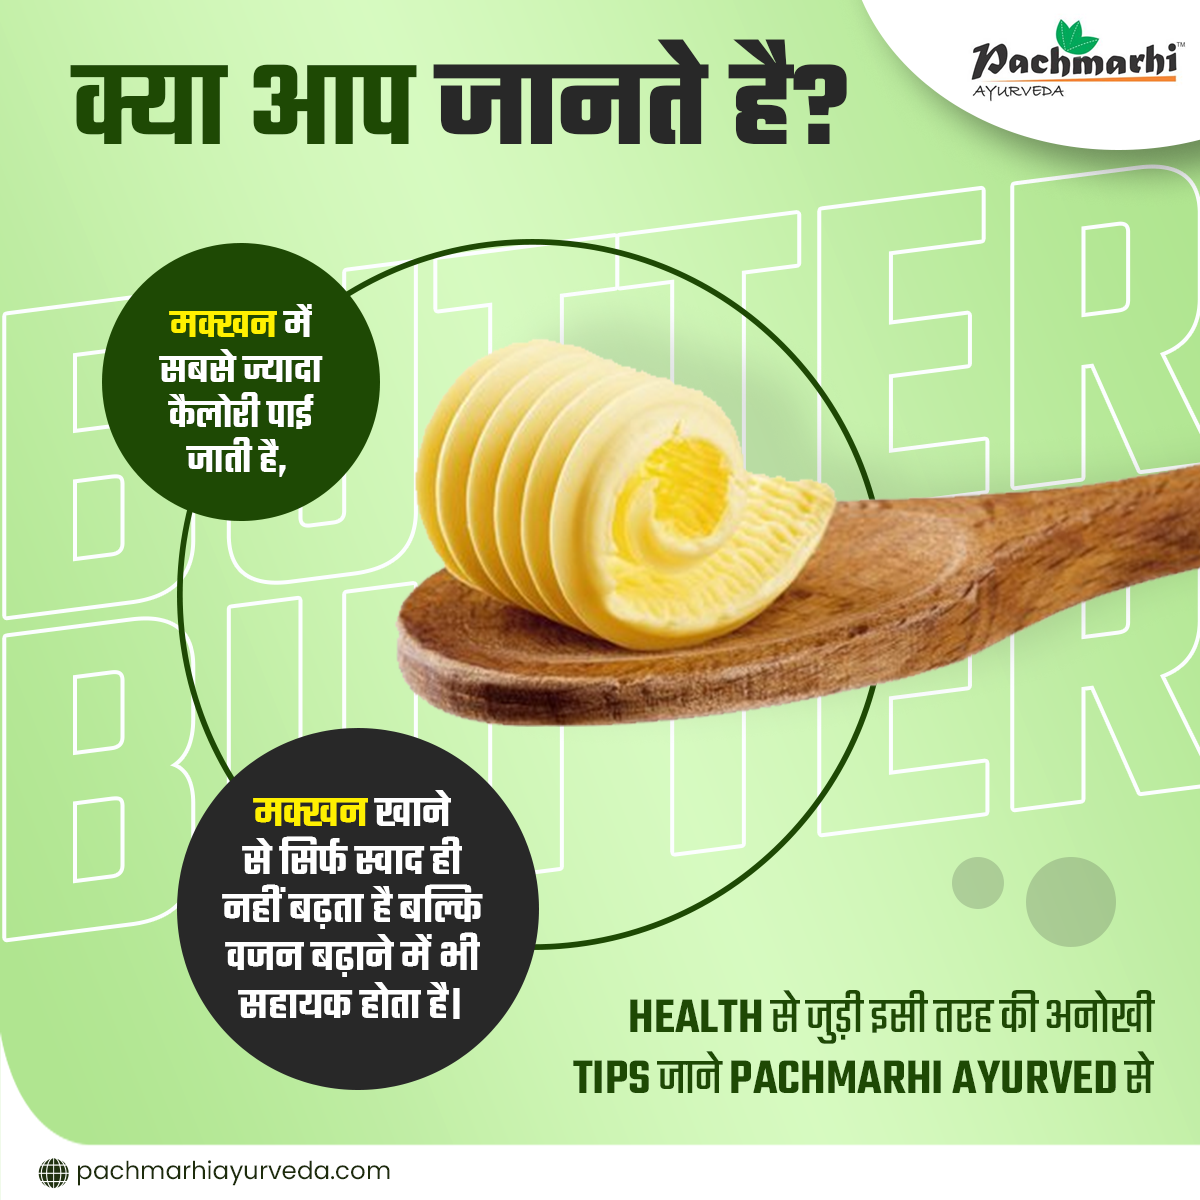 क्या आप जानते है?
Pachmarhi™
AYURVEDA
BUTTER
BUTTER
मक्खन में
सबसे ज्यादा
कैलोरी पाई
जाती है,
मक्खन खाने
से सिर्फ स्वाद ही
नहीं बढ़ता है बल्कि
वजन बढ़ाने में भी
सहायक होता है।
HEALTH से जुड़ी इसी तरह की अनोखी
TIPS जाने PACHMARHI AYURVED से
pachmarhiayurveda.com